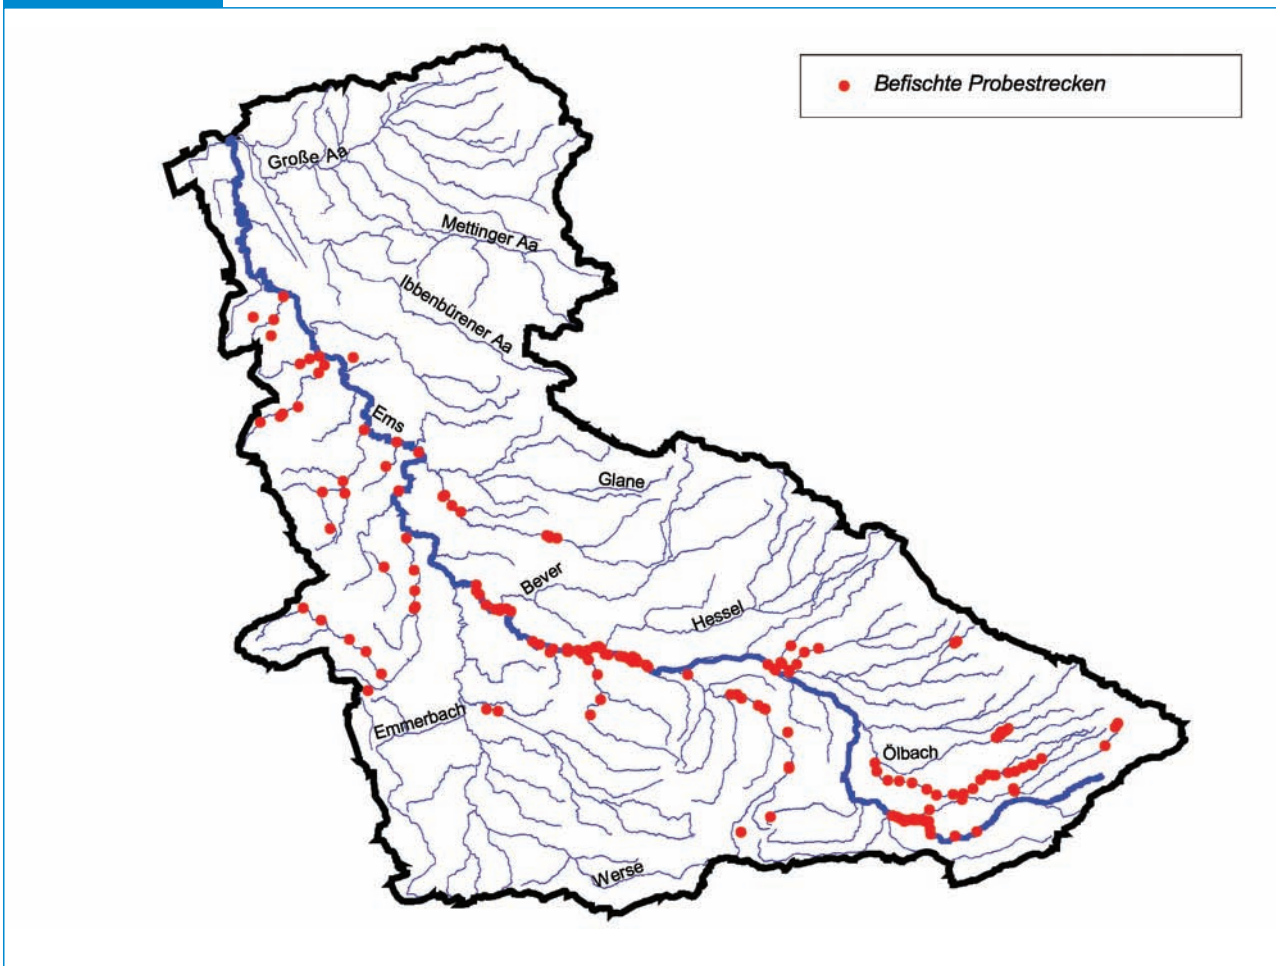 Befischte Probestrecken
Große Aa
Mettinger Aa
Ibbenbürener Aa
Ems
Glane
Bever
Hessel
Emmerbach
Ölbach
Werse